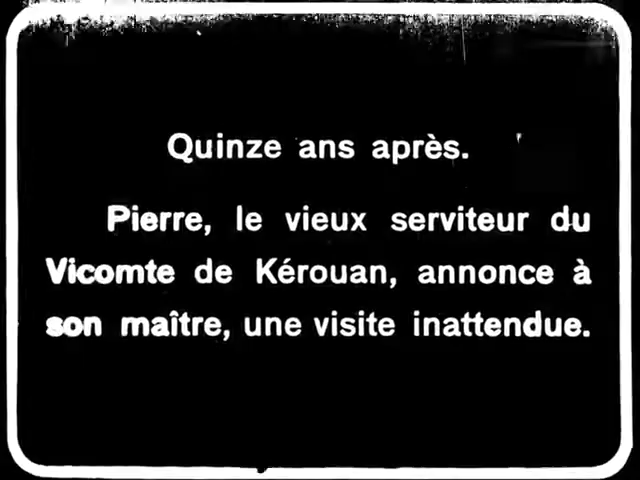 Quinze ans après.
Pierre, le vieux serviteur du
Vicomte de Kérouan, annonce à
son maître, une visite inattendue.